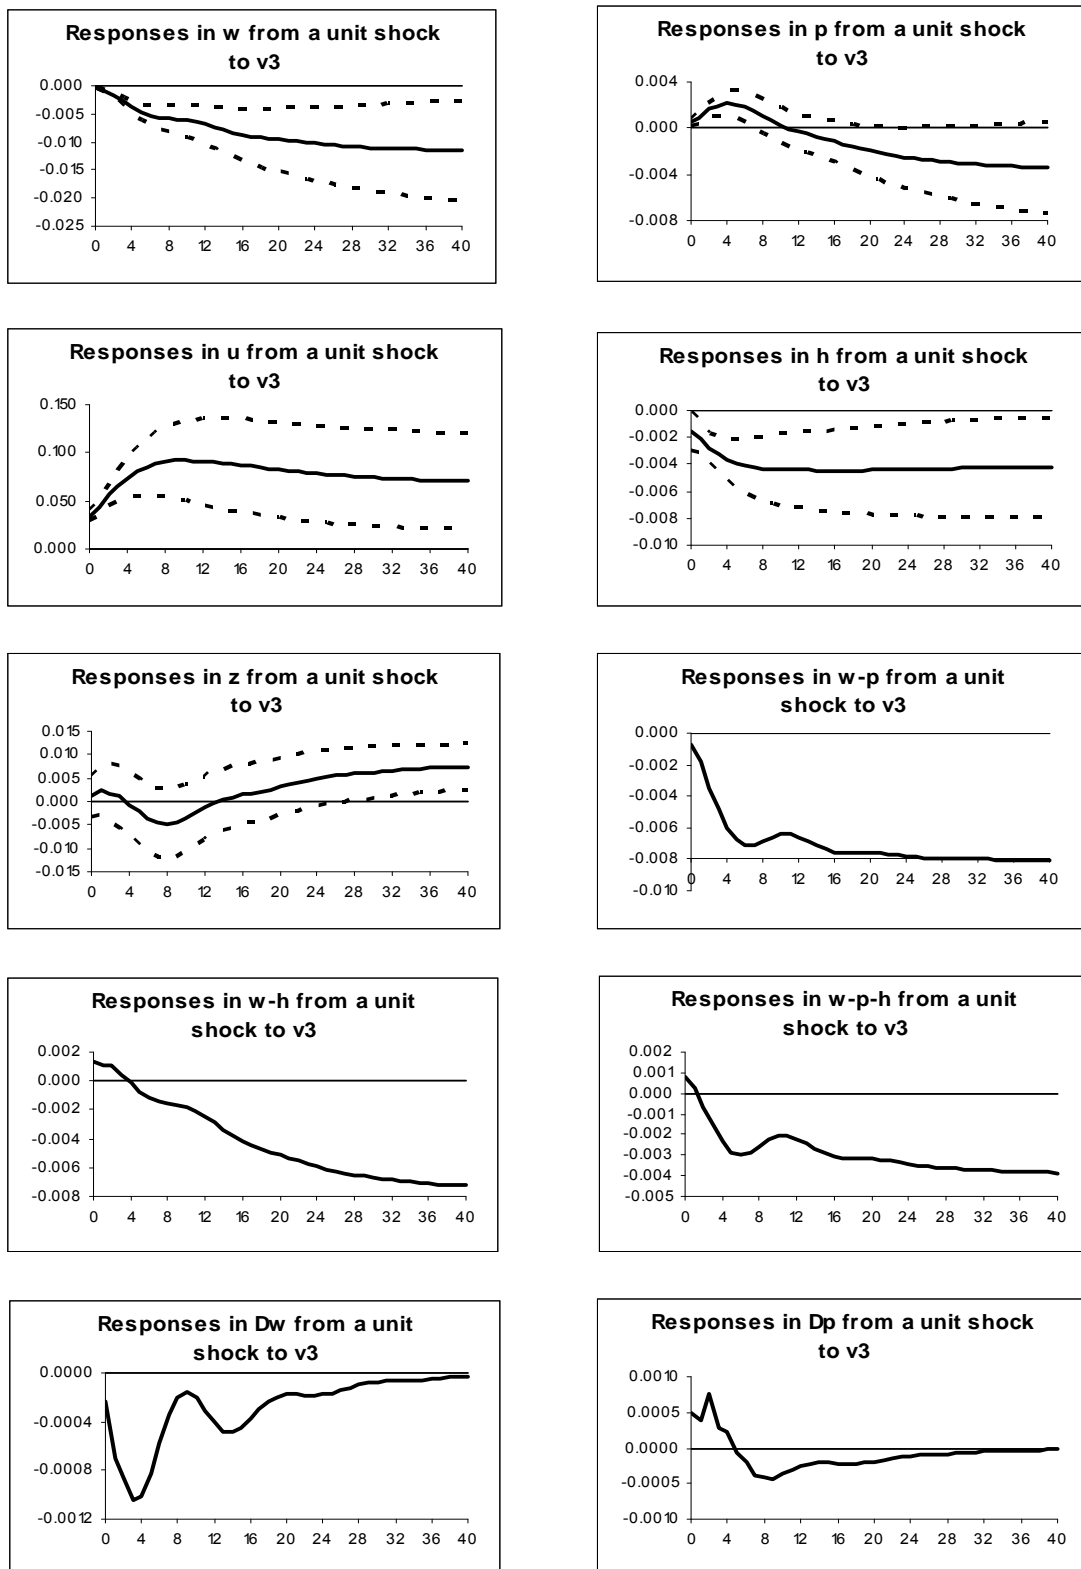 Responses in w from a unit shock
to v3
0.000
-0.005
-0.010
-0.015
-0.020
-0.025
0 4 8 12 16 20 24 28 32 36 40
Responses in p from a unit shock
to v3
0.004
0.000
-0.004
-0.008
0 4 8 12 16 20 24 28 32 36 40
Responses in u from a unit shock
to v3
0.150
0.100
0.050
0.000
0 4 8 12 16 20 24 28 32 36 40
Responses in h from a unit shock
to v3
0.000
-0.002
-0.004
-0.006
-0.008
-0.010
0 4 8 12 16 20 24 28 32 36 40
Responses in z from a unit shock
to v3
0.015
0.010
0.005
0.000
-0.005
-0.010
-0.015
0 4 8 12 16 20 24 28 32 36 40
Responses in w-p from a unit
shock to v3
0.000
-0.002
-0.004
-0.006
-0.008
-0.010
0 4 8 12 16 20 24 28 32 36 40
Responses in w-h from a unit
shock to v3
0.002
0.000
-0.002
-0.004
-0.006
-0.008
0 4 8 12 16 20 24 28 32 36 40
Responses in w-p-h from a unit
shock to v3
0.002
0.001
0.000
-0.001
-0.002
-0.003
-0.004
-0.005
0 4 8 12 16 20 24 28 32 36 40
Responses in Dw from a unit
shock to v3
0.0000
-0.0004
-0.0008
-0.0012
0 4 8 12 16 20 24 28 32 36 40
Responses in Dp from a unit shock
to v3
0.0010
0.0005
0.0000
-0.0005
-0.0010
0 4 8 12 16 20 24 28 32 36 40